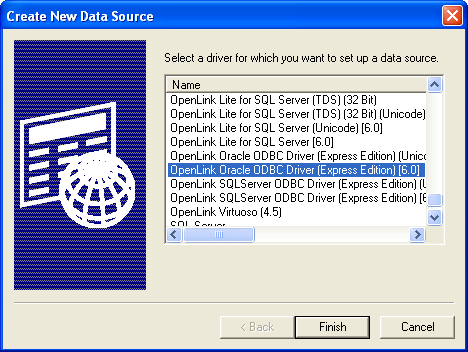 Create New Data Source
Select a driver for which you want to set up a data source.
Name
OpenLink Lite for SQL Server (TDS) (32 Bit)
OpenLink Lite for SQL Server (TDS) (32 Bit) (Unicode)
OpenLink Lite for SQL Server (Unicode) [6.0]
OpenLink Lite for SQL Server [6.0]
OpenLink Oracle ODBC Driver (Express Edition) (Unic
OpenLink Oracle ODBC Driver (Express Edition) [6.0]
OpenLink SQLServer ODBC Driver (Express Edition) (U
OpenLink SQLServer ODBC Driver (Express Edition) [6
OpenLink Virtuoso (4.5)
SQL Server
< Back
Finish
Cancel